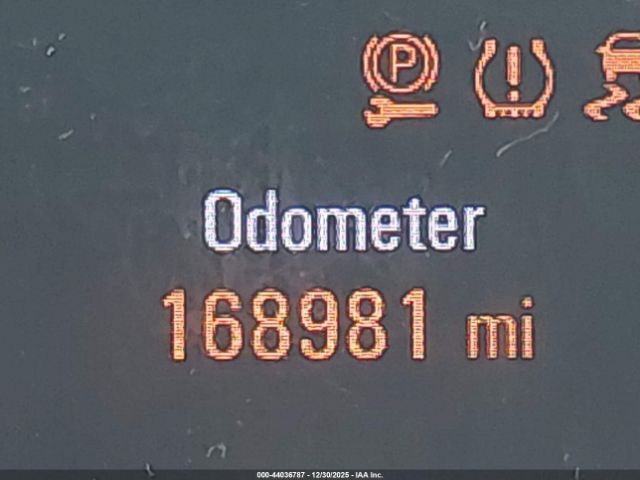 P
Odometer
168981 mi
000-44036787 - 12/30/2025 - IAA Inc.